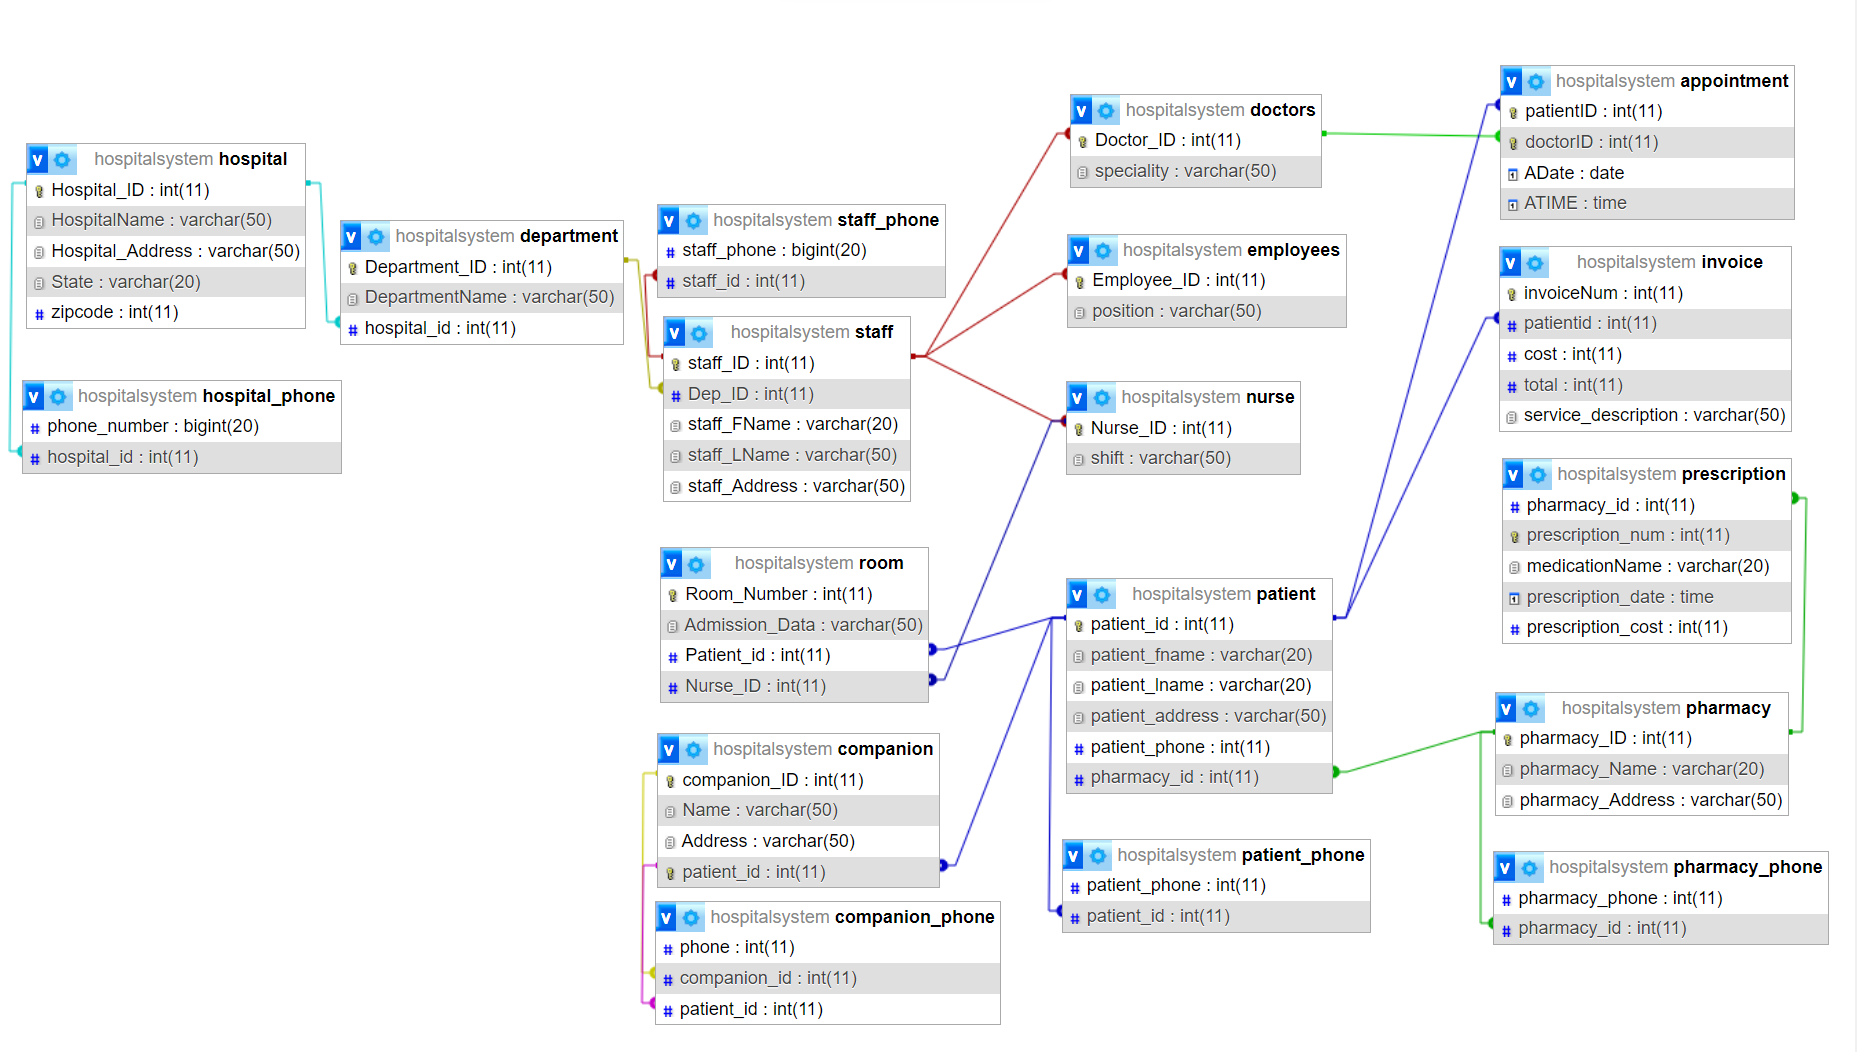 hospitalsystem hospital
Hospital_ID : int(11)
HospitalName : varchar(50)
Hospital_Address : varchar(50)
State : varchar(20)
zipcode : int(11)
hospitalsystem hospital_phone
phone_number : bigint(20)
hospital_id : int(11)
hospitalsystem department
Department_ID : int(11)
DepartmentName : varchar(50)
hospital_id : int(11)
hospitalsystem staff_phone
staff_phone : bigint(20)
staff_id : int(11)
hospitalsystem staff
staff_ID : int(11)
Dep_ID : int(11)
staff_FName : varchar(20)
staff_LName : varchar(50)
staff_Address : varchar(50)
hospitalsystem room
Room_Number : int(11)
Admission_Data : varchar(50)
Patient_id : int(11)
Nurse_ID : int(11)
hospitalsystem companion
companion_ID : int(11)
Name : varchar(50)
Address : varchar(50)
patient_id : int(11)
hospitalsystem companion_phone
phone : int(11)
companion_id : int(11)
patient_id : int(11)
hospitalsystem doctors
Doctor_ID : int(11)
speciality : varchar(50)
hospitalsystem employees
Employee_ID : int(11)
position : varchar(50)
hospitalsystem nurse
Nurse_ID : int(11)
shift : varchar(50)
hospitalsystem patient
patient_id : int(11)
patient_fname : varchar(20)
patient_lname : varchar(20)
patient_address : varchar(50)
patient_phone : int(11)
pharmacy_id : int(11)
hospitalsystem patient_phone
patient_phone : int(11)
patient_id : int(11)
hospitalsystem appointment
patientID : int(11)
doctorID : int(11)
ADate : date
ATIME : time
hospitalsystem invoice
invoiceNum : int(11)
patientid : int(11)
cost : int(11)
total : int(11)
service_description : varchar(50)
hospitalsystem prescription
pharmacy_id : int(11)
prescription_num : int(11)
medicationName : varchar(20)
prescription_date : time
prescription_cost : int(11)
hospitalsystem pharmacy
pharmacy_ID : int(11)
pharmacy_Name : varchar(20)
pharmacy_Address : varchar(50)
hospitalsystem pharmacy_phone
pharmacy_phone : int(11)
pharmacy_id : int(11)